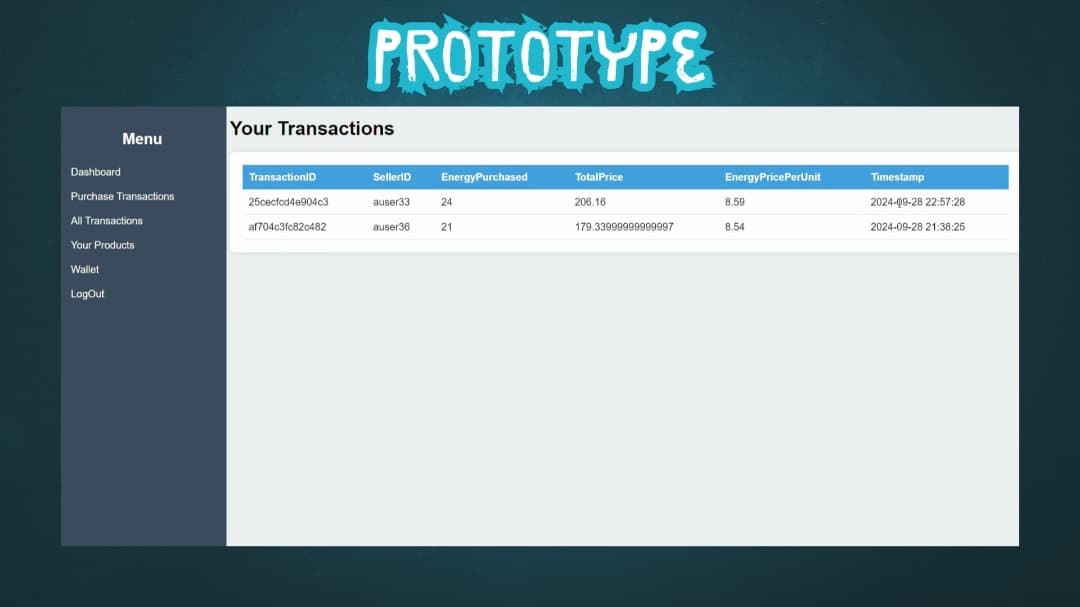 PROTOTYPE
Menu
Dashboard
Purchase Transactions
All Transactions
Your Products
Wallet
LogOut
Your Transactions
TransactionID SellerID EnergyPurchased TotalPrice EnergyPricePerUnit Timestamp
25cecfcd4e904c3 auser33 24 206.16 8.59 2024-09-28 22:57:28
af704c3fc82c482 auser36 21 179.33999999999997 8.54 2024-09-28 21:38:25